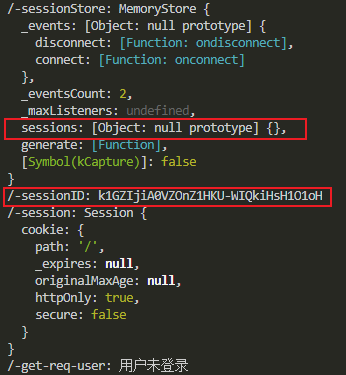 /-sessionStore: MemoryStore {
  _events: [Object: null prototype] {
    disconnect: [Function: ondisconnect],
    connect: [Function: onconnect]
  },
  _eventsCount: 2,
  _maxListeners: undefined,
  sessions: [Object: null prototype] {},
  generate: [Function],
  [Symbol(kCapture)]: false
}
/-sessionID: k1GZIjiA0VZOnZ1HKU-WIQkiHsH1O1oH
/-session: Session {
  cookie: {
    path: '/',
    _expires: null,
    originalMaxAge: null,
    httpOnly: true,
    secure: false
  }
}
/-get-req-user: 用户未登录